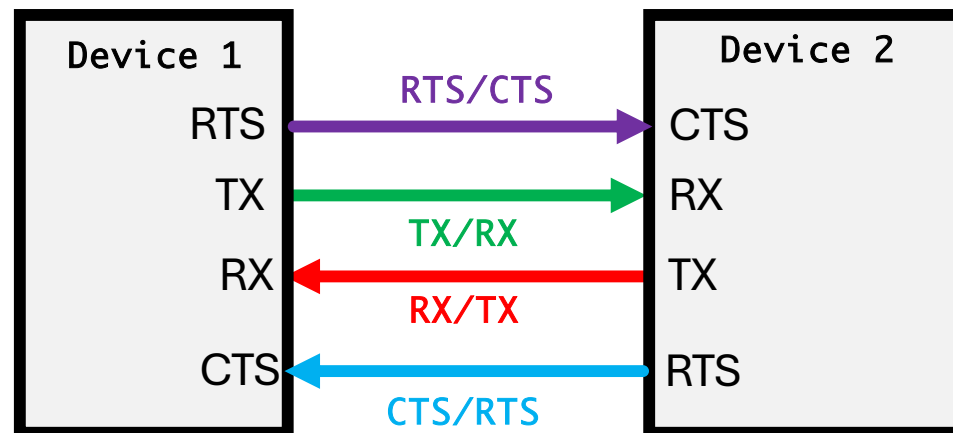 Device 1
Device 2
RTS/CTS
RTS
CTS
TX
RX
TX/RX
RX
TX
RX/TX
CTS
RTS
CTS/RTS